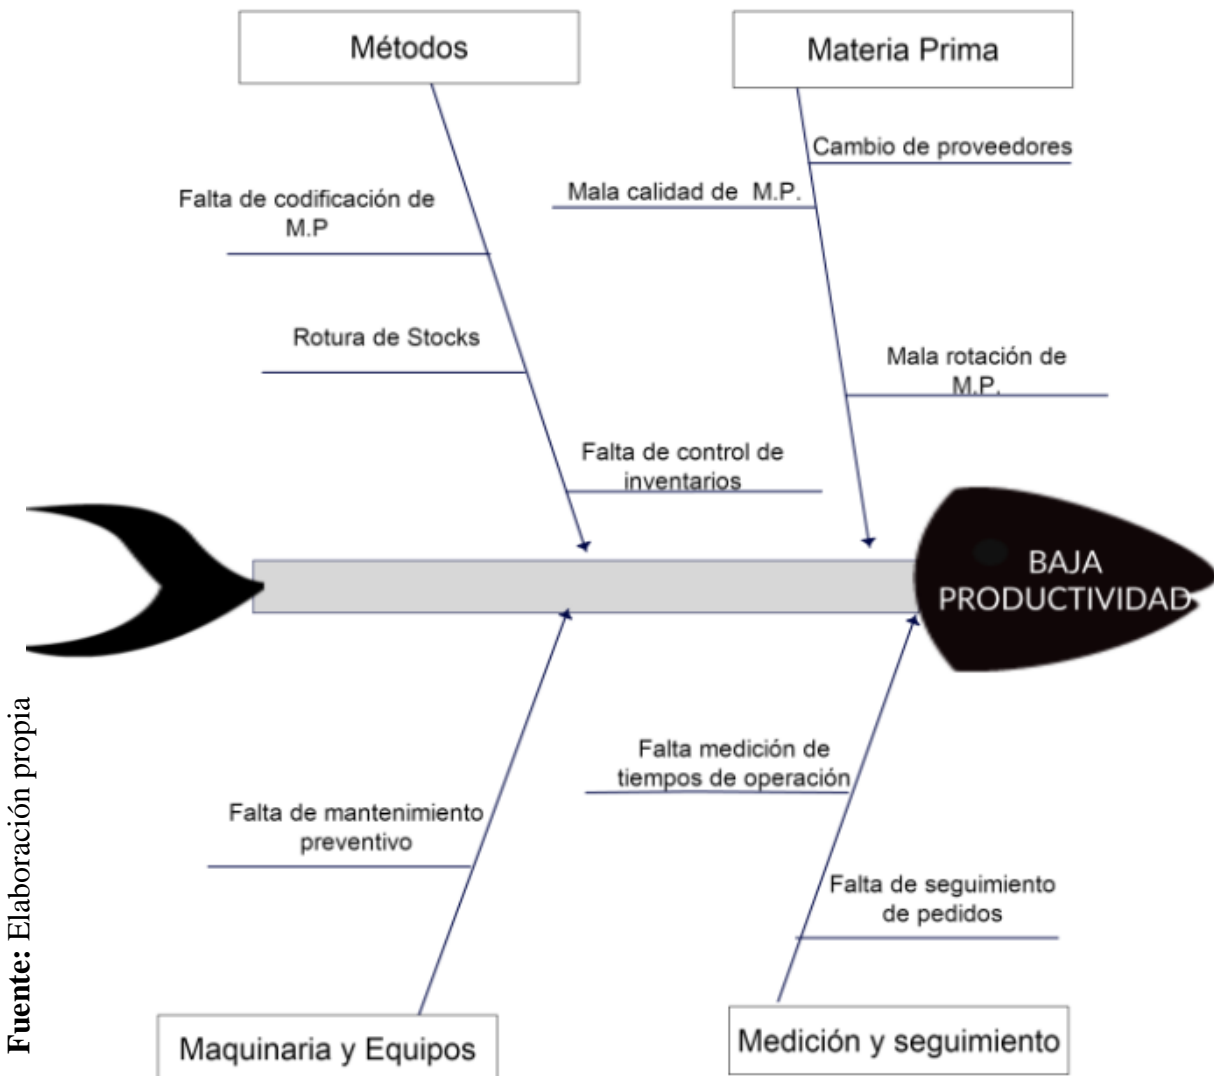 Métodos
Materia Prima
Cambio de proveedores
Mala calidad de M.P.
Falta de codificación de
M.P
Rotura de Stocks
Mala rotación de
M.P.
Falta de control de
inventarios
BAJA
PRODUCTIVIDAD
Falta medición de
tiempos de operación
Falta de mantenimiento
preventivo
Falta de seguimiento
de pedidos
Maquinaria y Equipos
Medición y seguimiento
Fuente: Elaboración propia